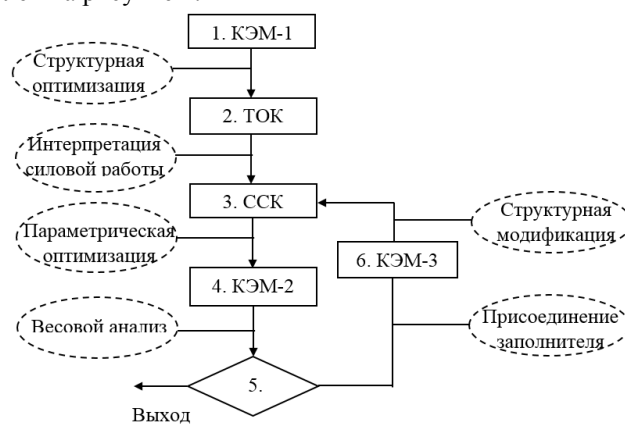 1. КЭМ-1
Структурная
оптимизация
2. ТОК
Интерпретация
силовой работы
3. ССК
Структурная
модификация
Параметрическая
оптимизация
6. КЭМ-3
4. КЭМ-2
Весовой анализ
Присоединение
заполнителя
5.
Выход